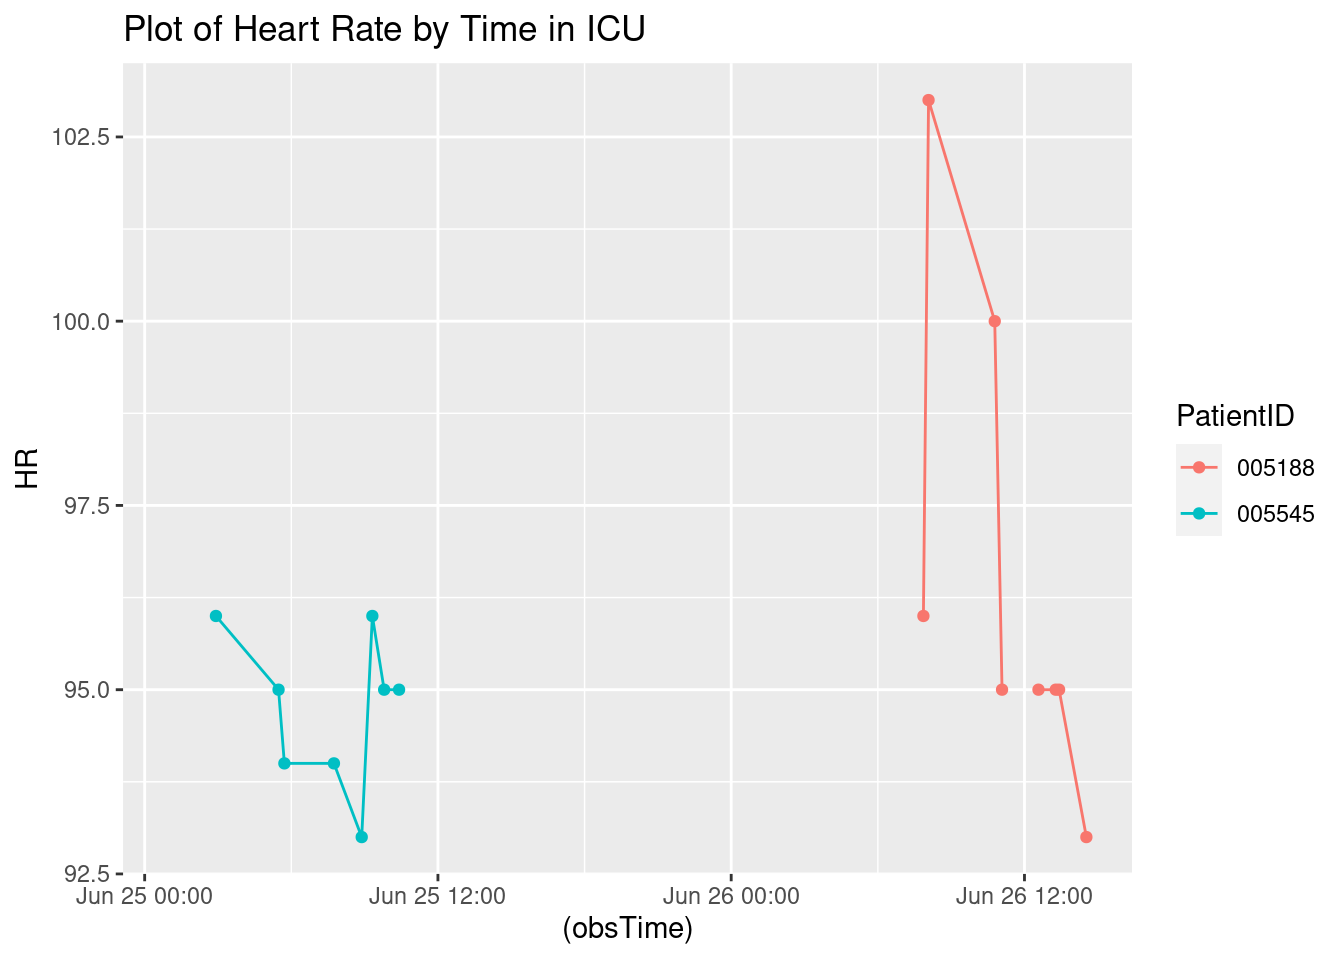 Plot of Heart Rate by Time in ICU
102.5
100.0
97.5
95.0
92.5
HR
Jun 25 00:00 Jun 25 12:00 Jun 26 00:00 Jun 26 12:00
(obsTime)
PatientID
005188
005545